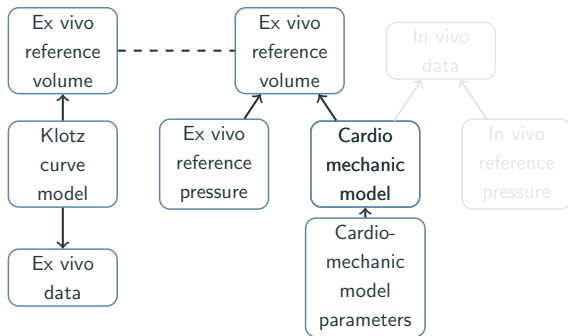 Ex vivo
reference
volume
Ex vivo
reference
volume
In vivo
data
Klotz
curve
model
Ex vivo
reference
pressure
Cardio
mechanic
model
In vivo
reference
pressure
Ex vivo
data
Cardio-
mechanic
model
parameters